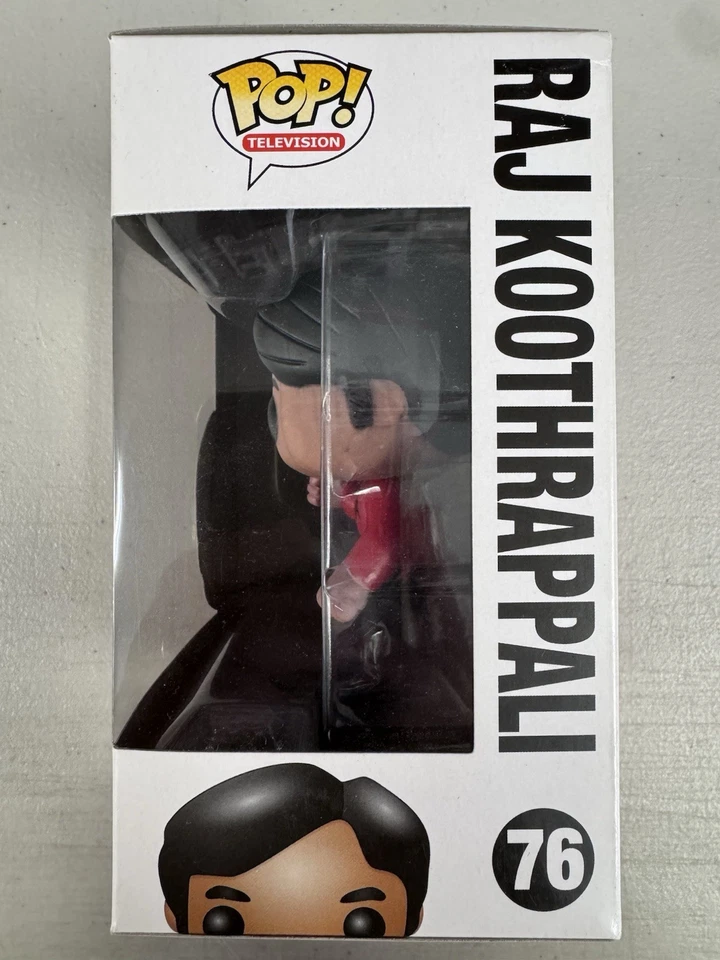 POP!
TELEVISION
RAJ KOOTHRAPPALI
76